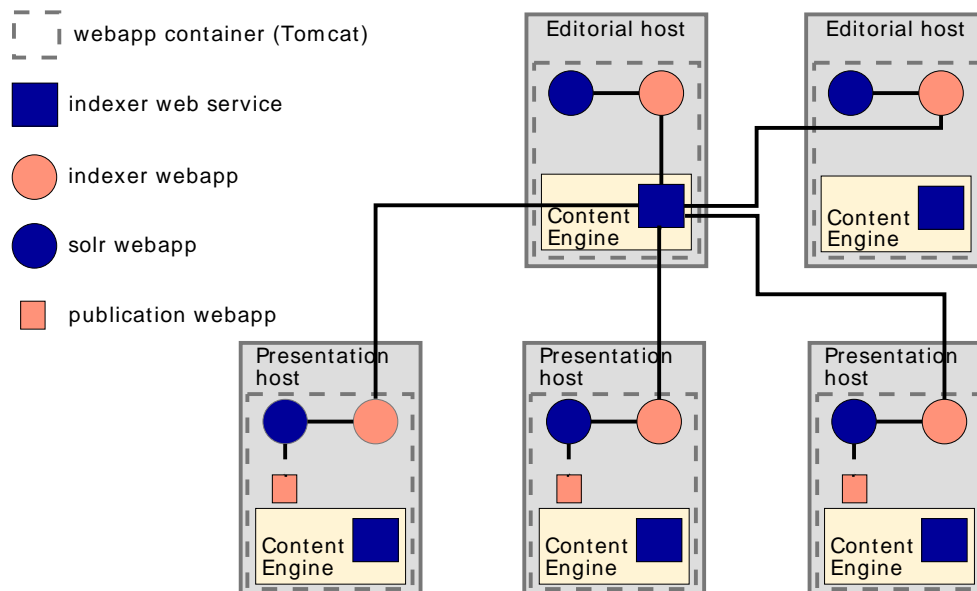 webapp container (Tomcat)
indexer web service
indexer webapp
solr webapp
publication webapp
Editorial host
Content
Engine
Editorial host
Content
Engine
Presentation
host
Content
Engine
Presentation
host
Content
Engine
Presentation
host
Content
Engine